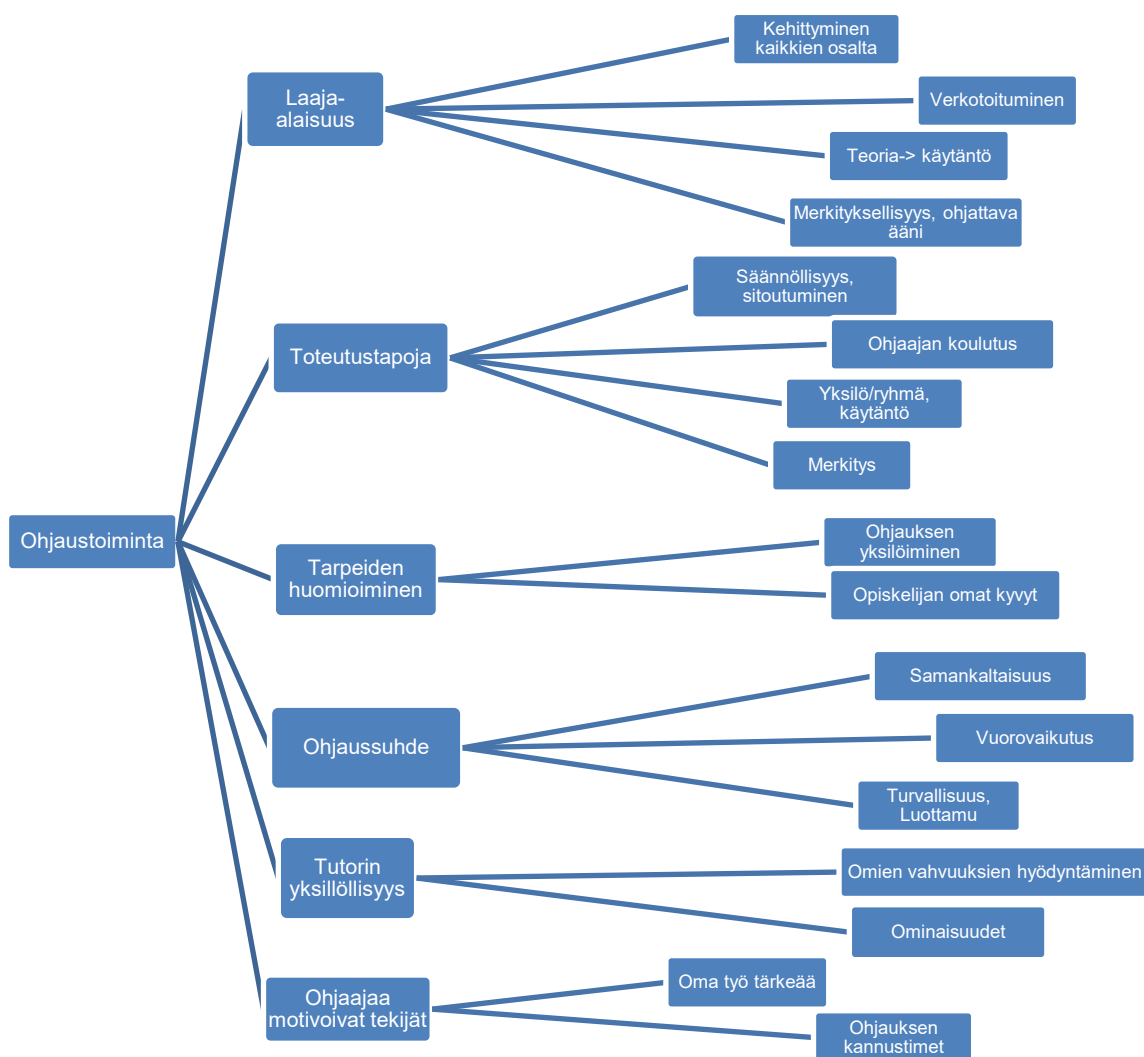 Kehittyminen
kaikkien osalta
Laaja-
alaisuus
Verkotoituminen
Teoria-> käytäntö
Merkityksellisyys, ohjattava
ääni
Säännöllisyys,
sitoutuminen
Toteutustapoja
Ohjaajan koulutus
Yksilö/ryhmä,
käytäntö
Merkitys
Ohjaustoiminta
Tarpeiden
huomioiminen
Ohjauksen
yksilöiminen
Opiskelijan omat kyvyt
Ohjaussuhde
Samankaltaisuus
Vuorovaikutus
Turvallisuus,
Luottamu
Tutorin
yksillöllisyys
Omien vahvuuksien hyödyntäminen
Ominaisuudet
Ohjaajaa
motivoivat tekijät
Oma työ tärkeää
Ohjauksen
kannustimet